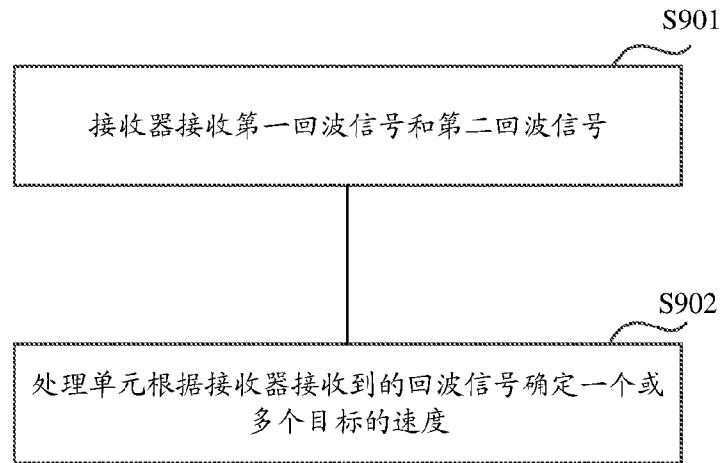 S901
接收器接收第一回波信号和第二回波信号
S902
处理单元根据接收器接收到的回波信号确定一个或
多个目标的速度